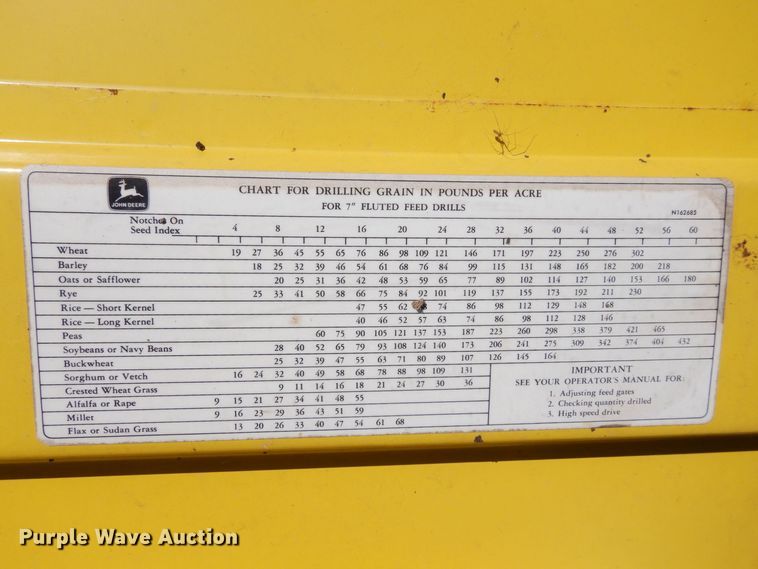 JOHN DEERE
CHART FOR DRILLING GRAIN IN POUNDS PER ACRE
FOR 7" FLUTED FEED DRILLS
N162685
Notches On
Seed Index 4 8 12 16 20 24 28 32 36 40 44 48 52 56 60
Wheat 19 27 36 45 55 65 76 86 98 109 121 146 171 197 223 250 276 302
Barley 18 25 32 39 46 54 61 68 76 84 99 115 131 148 165 182 200 218
Oats or Safflower 20 25 31 36 42 48 53 59 65 77 89 102 114 127 140 153 166 180
Rye 25 33 41 50 58 66 75 84 92 101 119 137 155 173 192 211 230
Rice — Short Kernel 47 55 62 74 86 98 112 129 148 168
Rice — Long Kernel 40 46 52 57 63 74 86 98 112 128 146
Peas 60 75 90 105 121 137 153 187 223 260 298 338 379 421 465
Soybeans or Navy Beans 28 40 52 65 79 93 108 124 140 173 206 241 275 309 342 374 404 432
Buckwheat 25 32 39 47 55 63 71 80 89 107 126 145 164
Sorghum or Vetch 16 24 32 40 49 58 68 78 88 98 109 131
Crested Wheat Grass 9 11 14 16 18 21 24 27 30 36
Alfalfa or Rape 9 15 21 27 34 41 48 55
Millet 9 16 23 29 36 43 51 59
Flax or Sudan Grass 13 20 26 33 40 47 54 61 68
IMPORTANT
SEE YOUR OPERATOR'S MANUAL FOR:
1. Adjusting feed gates
2. Checking quantity drilled
3. High speed drive
Purple Wave Auction